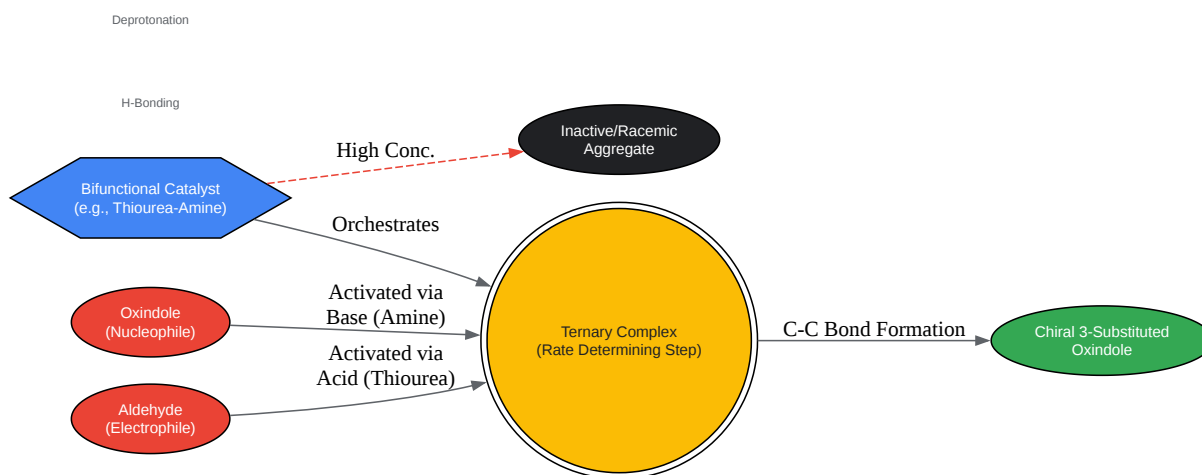 Deprotonation
H-Bonding
Bifunctional Catalyst
(e.g., Thiourea-Amine)
High Conc.
Inactive/Racemic
Aggregate
Orchestrates
Oxindole
(Nucleophile)
Activated via
Base (Amine)
Aldehyde
(Electrophile)
Activated via
Acid (Thiourea)
Ternary Complex
(Rate Determining Step)
C-C Bond Formation
Chiral 3-Substituted
Oxindole